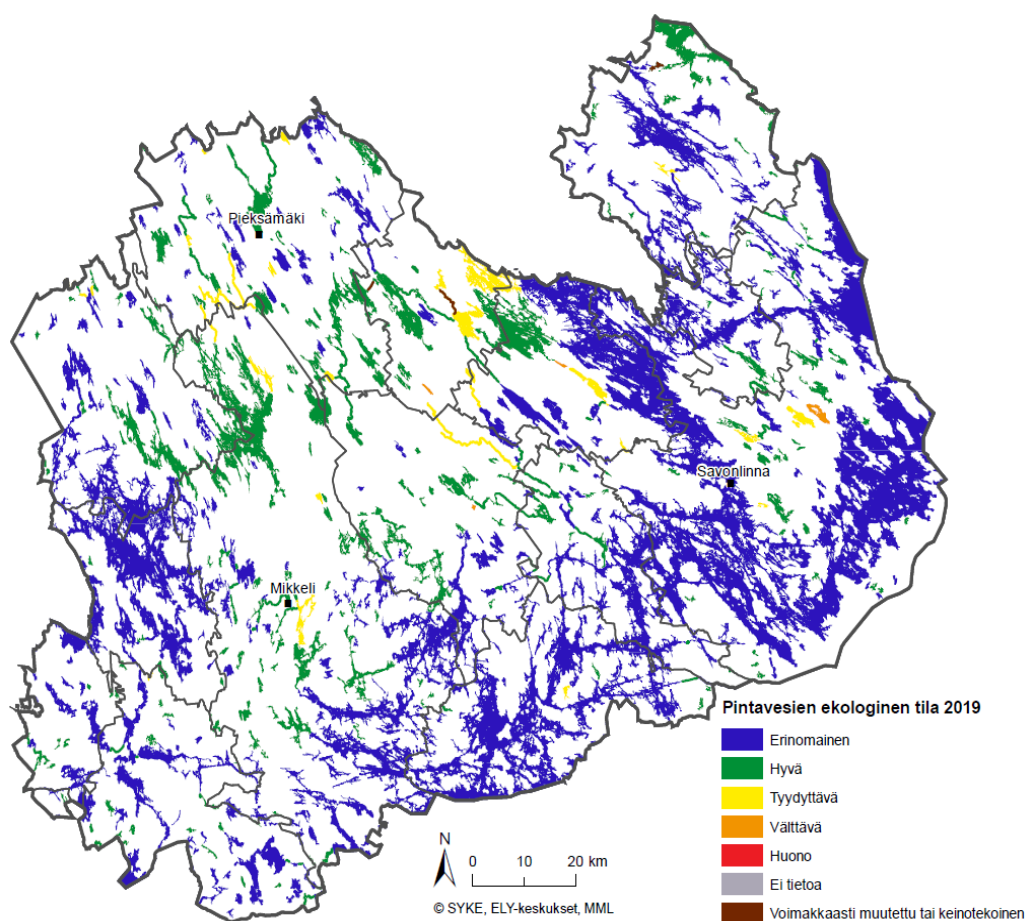 Pieksämäki
Savonlinna
Mikkeli
Pintavesien ekologinen tila 2019
Erinomainen
Hyvä
Tyydyttävä
Välttävä
Huono
Ei tietoa
Voimakkaasti muutettu tai keinotekoinen
N
0 10 20 km
© SYKE, ELY-keskukset, MML